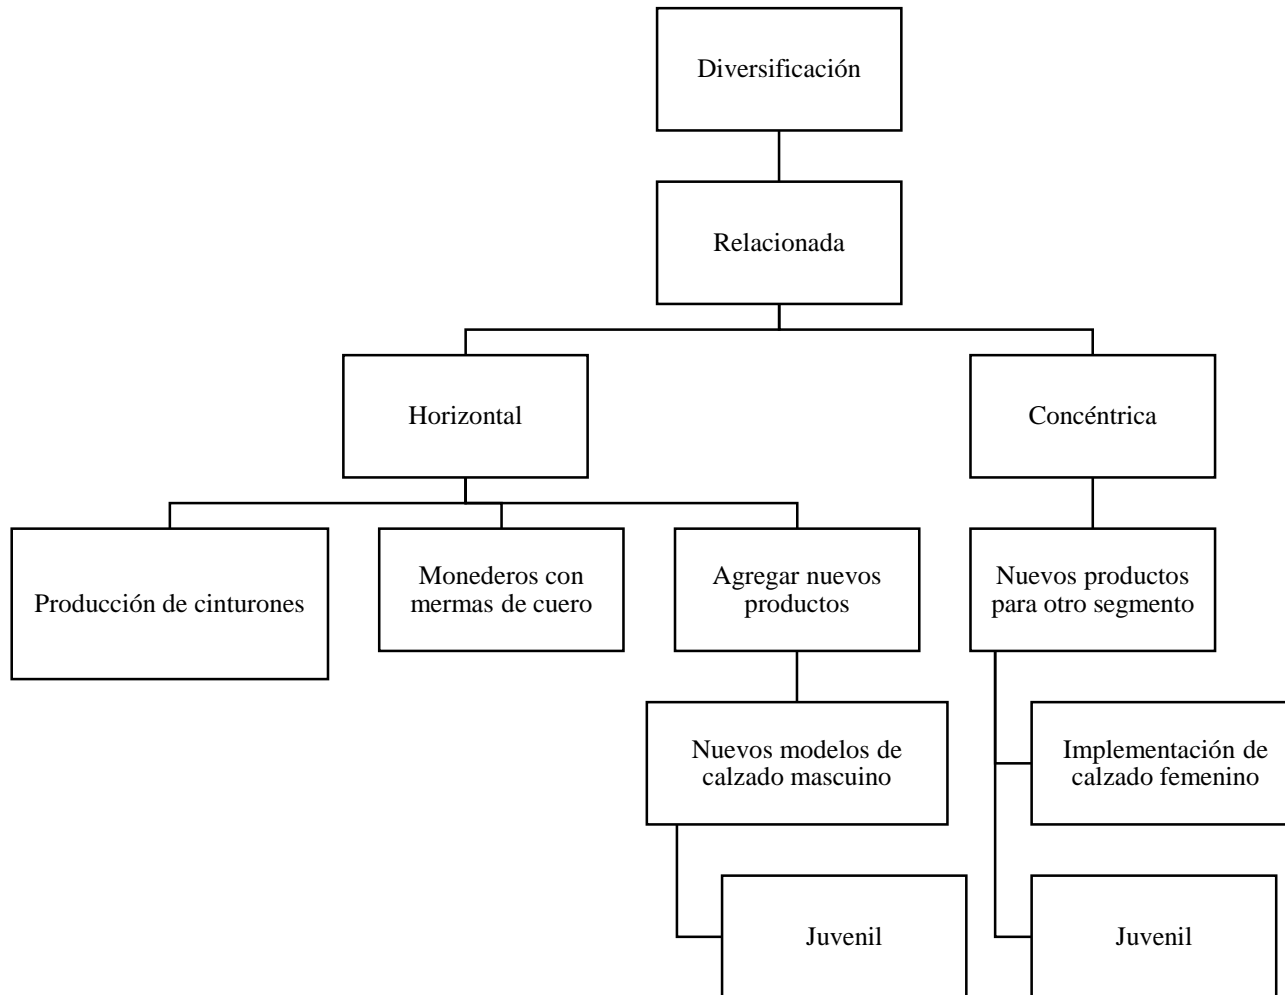 Diversificación
Relacionada
Horizontal
Concéntrica
Producción de cinturones
Monederos con
mermas de cuero
Agregar nuevos
productos
Nuevos productos
para otro segmento
Nuevos modelos de
calzado mascuino
Implementación de
calzado femenino
Juvenil
Juvenil